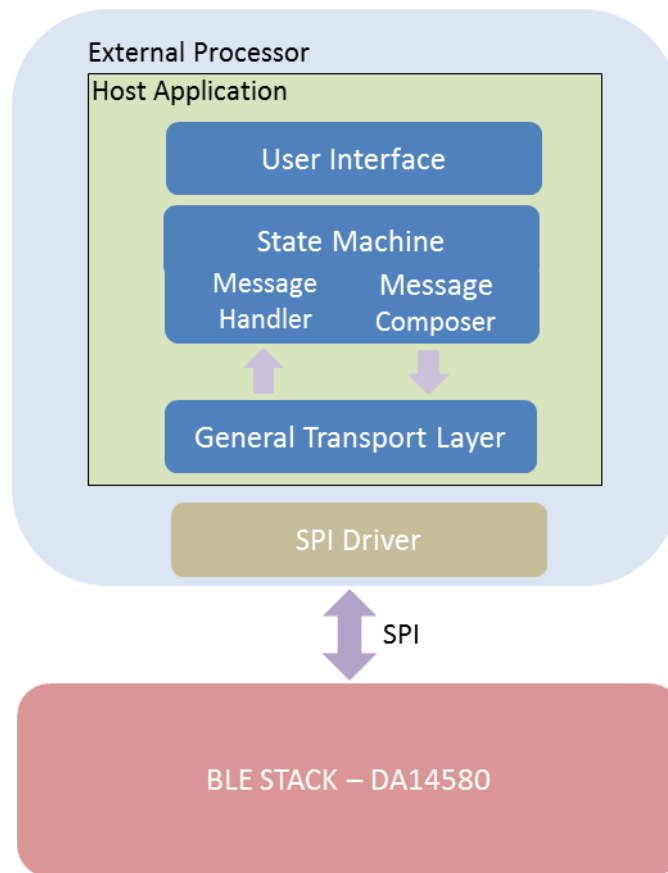 External Processor
Host Application
User Interface
State Machine
Message Message
Handler Composer
General Transport Layer
SPI Driver
SPI
BLE STACK – DA14580